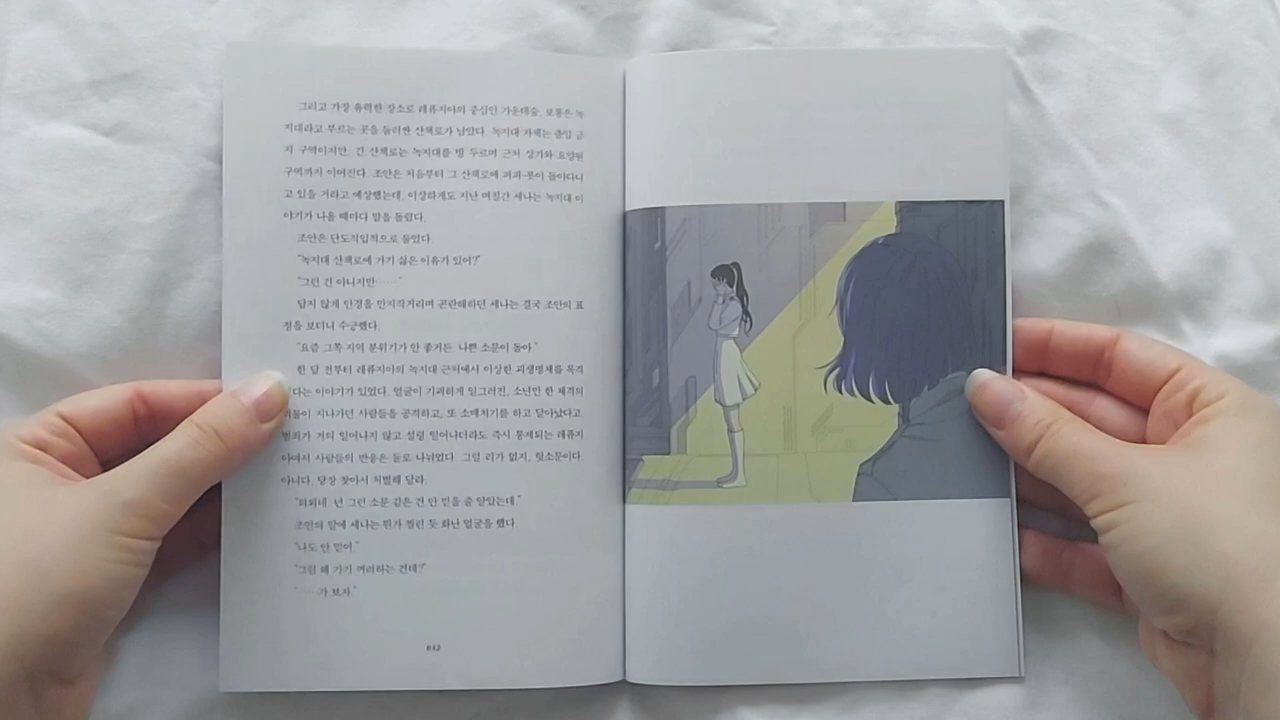 그리고 가장 유력한 장소로 레뮤지아의 중심인 가운데숲, 보통은 녹
지대라고 부르는 곳을 둘러싼 산책로가 남았다. 녹지대 자체는 출입 금
지 구역이지만, 긴 산책로는 녹지대를 빙 두르며 근처 상가와 요양원
구역까지 이어진다. 조안은 처음부터 그 산책로에 퍼퍼-봇이 돌아다니
고 있을 거라고 예상했는데, 이상하게도 지난 며칠간 세나는 녹지대 이
야기가 나올 때마다 말을 돌렸다.
조안은 단도직입적으로 물었다.
"녹지대 산책로에 가기 싫은 이유가 있어?"
"그런 건 아니지만……"
답지 않게 안경을 만지작거리며 곤란해하던 세나는 결국 조안의 표
정을 보더니 수긍했다.
"요즘 그쪽 지역 분위기가 안 좋거든. 나쁜 소문이 돌아."
한 달 전부터 레뮤지아의 녹지대 근처에서 이상한 괴생명체를 목격
했다는 이야기가 있었다. 얼굴이 기괴하게 일그러진, 소년만 한 체격의
괴물이 지나가던 사람들을 공격하고, 또 소매치기를 하고 달아났다고.
범죄가 거의 일어나지 않고 설령 일어나더라도 즉시 통제되는 레뮤지
아여서 사람들의 반응은 둘로 나뉘었다. 그럴 리가 없지, 헛소문이다.
아니다, 당장 찾아서 처벌해 달라.
"의외네. 넌 그런 소문 같은 건 안 믿을 줄 알았는데."
조안의 말에 세나는 뭔가 찔린 듯 화난 얼굴을 했다.
"나도 안 믿어."
"그럼 왜 가기 꺼려하는 건데?"
"……가 보자."
032